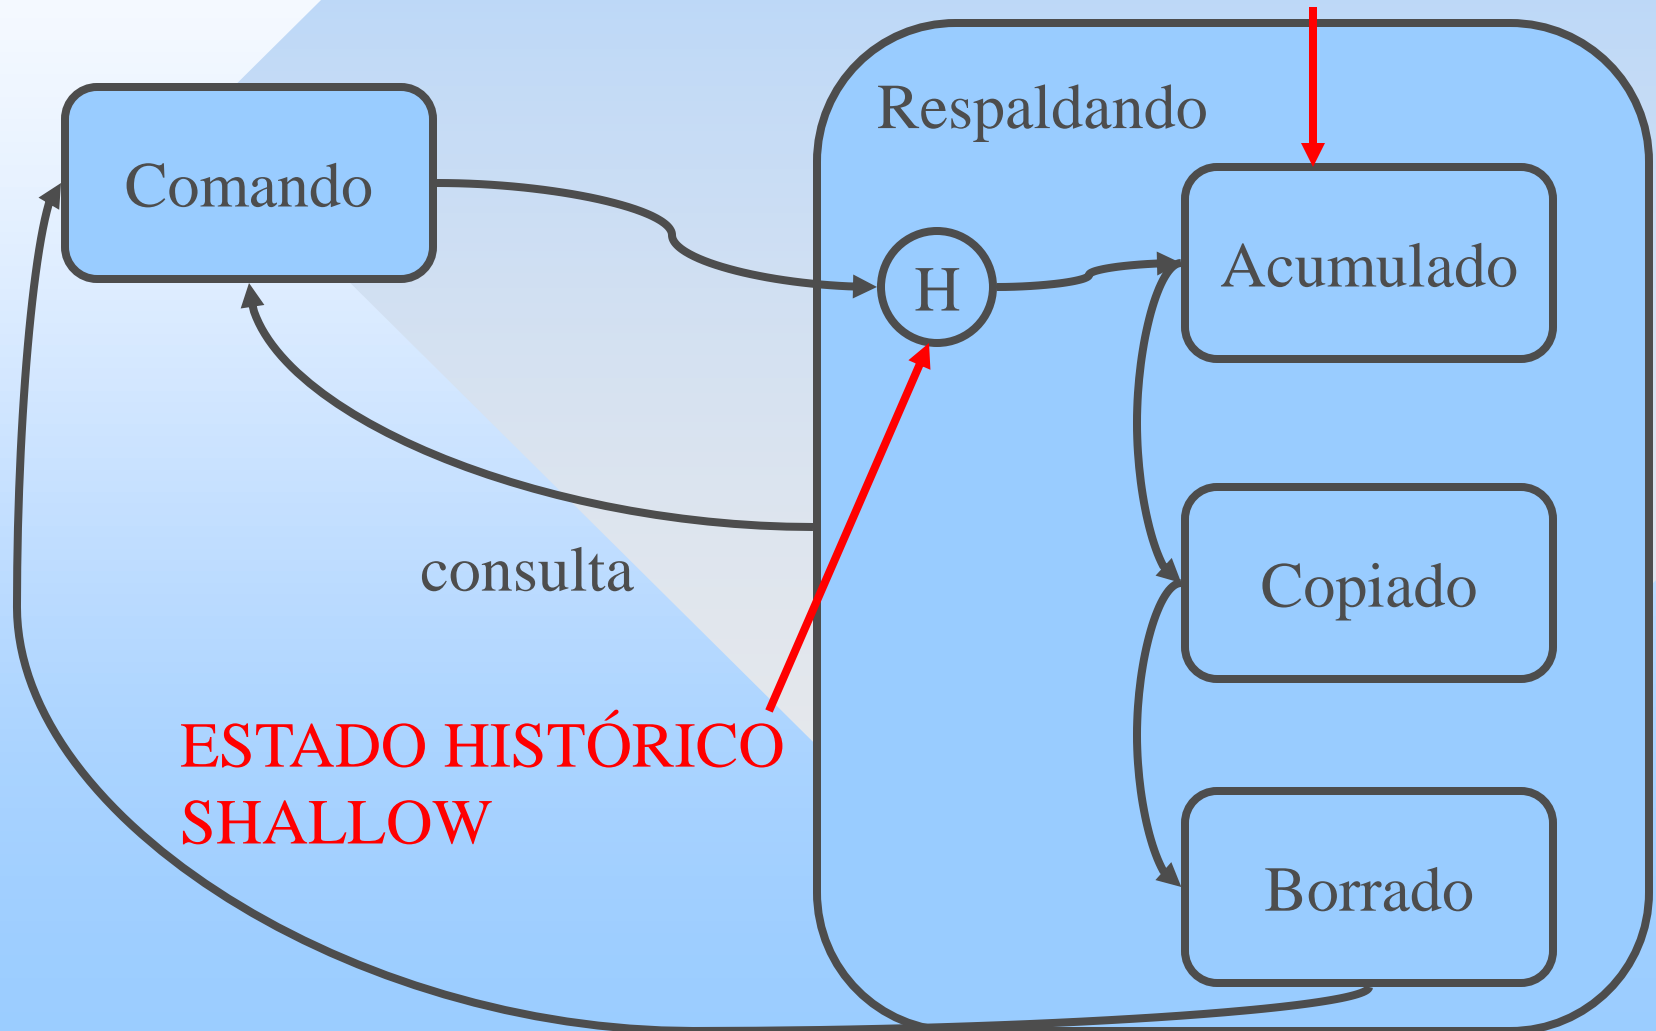 Respaldando
Comando
Acumulado
H
consulta
Copiado
ESTADO HISTÓRICO
SHALLOW
Borrado